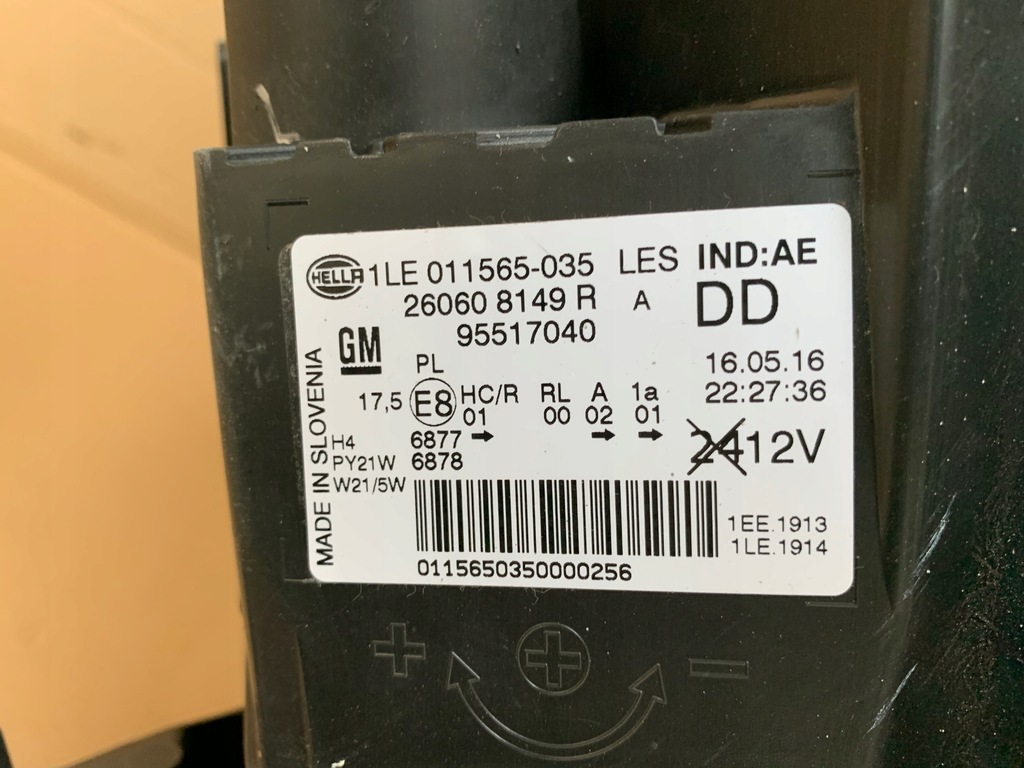 HELLA 1LE 011565-035 LES IND:AE
26060 8149 R A DD
95517040
GM
PL 16.05.16
17,5 E8 HC/R RL A 1a 22:27:36
01 00 02 01
H4 6877 → → → 2412V
PY21W 6878
W21/5W
1EE.1913
1LE.1914
0115650350000256
MADE IN SLOVENIA